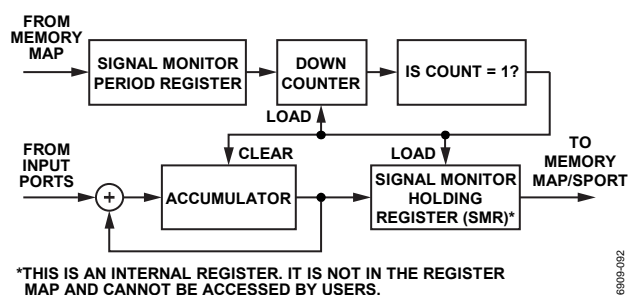 FROM
MEMORY
MAP
SIGNAL MONITOR
PERIOD REGISTER
DOWN
COUNTER
IS COUNT = 1?
LOAD
CLEAR
LOAD
FROM
INPUT
PORTS
+
ACCUMULATOR
SIGNAL MONITOR
HOLDING
REGISTER (SMR)*
TO
MEMORY
MAP/SPORT
*THIS IS AN INTERNAL REGISTER. IT IS NOT IN THE REGISTER
MAP AND CANNOT BE ACCESSED BY USERS.
6909-092